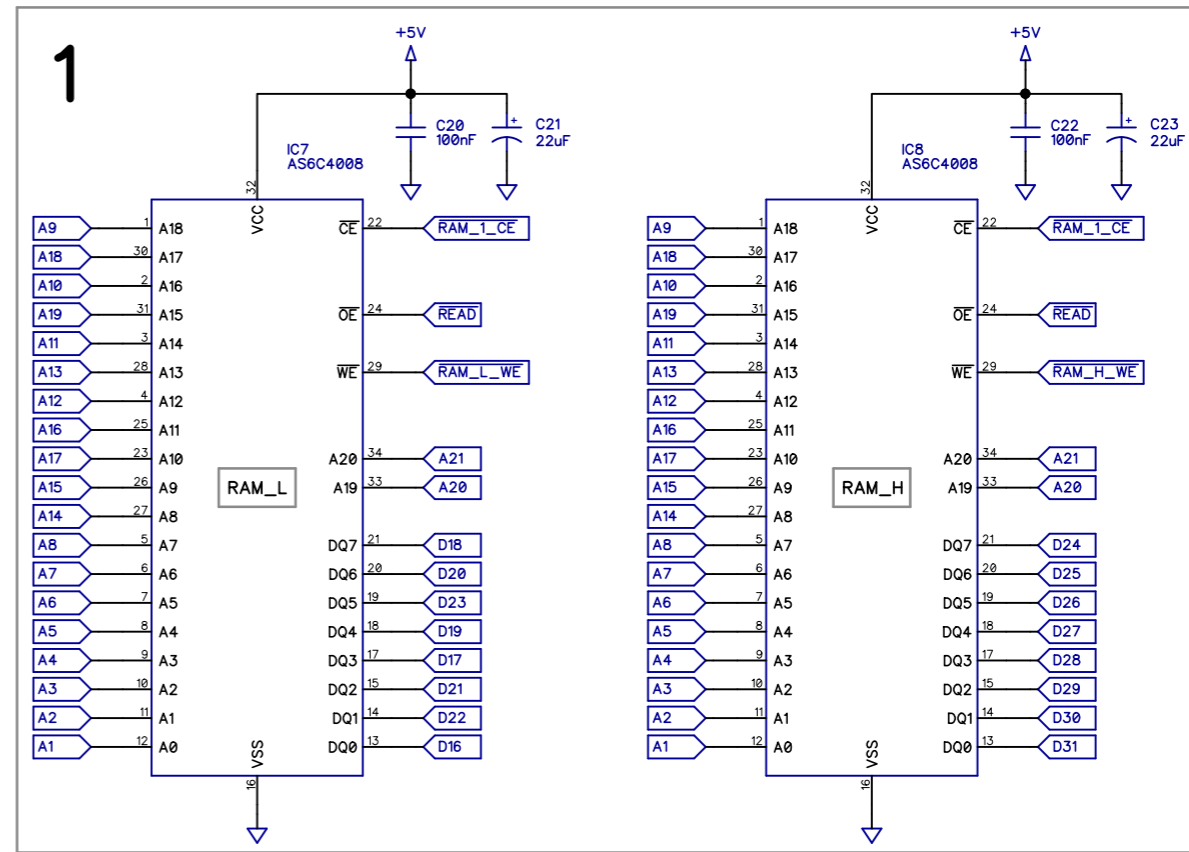 1
+5V
C20
100nF
C21
22uF
IC7
AS6C4008
32
VCC
A9 1 A18 CE 22 RAM_1_CE
A18 30 A17
A10 2 A16
A19 31 A15 OE 24 READ
A11 3 A14
A13 28 A13 WE 29 RAM_L_WE
A12 4 A12
A16 25 A11
A17 23 A10 A20 34 A21
A15 26 A9 RAM_L A19 33 A20
A14 27 A8
A8 5 A7 DQ7 21 D18
A7 6 A6 DQ6 20 D20
A6 7 A5 DQ5 19 D23
A5 8 A4 DQ4 18 D19
A4 9 A3 DQ3 17 D17
A3 10 A2 DQ2 15 D21
A2 11 A1 DQ1 14 D22
A1 12 A0 DQ0 13 D16
VSS
16
+5V
C22
100nF
C23
22uF
IC8
AS6C4008
32
VCC
A9 1 A18 CE 22 RAM_1_CE
A18 30 A17
A10 2 A16
A19 31 A15 OE 24 READ
A11 3 A14
A13 28 A13 WE 29 RAM_H_WE
A12 4 A12
A16 25 A11
A17 23 A10 A20 34 A21
A15 26 A9 RAM_H A19 33 A20
A14 27 A8
A8 5 A7 DQ7 21 D24
A7 6 A6 DQ6 20 D25
A6 7 A5 DQ5 19 D26
A5 8 A4 DQ4 18 D27
A4 9 A3 DQ3 17 D28
A3 10 A2 DQ2 15 D29
A2 11 A1 DQ1 14 D30
A1 12 A0 DQ0 13 D31
VSS
16